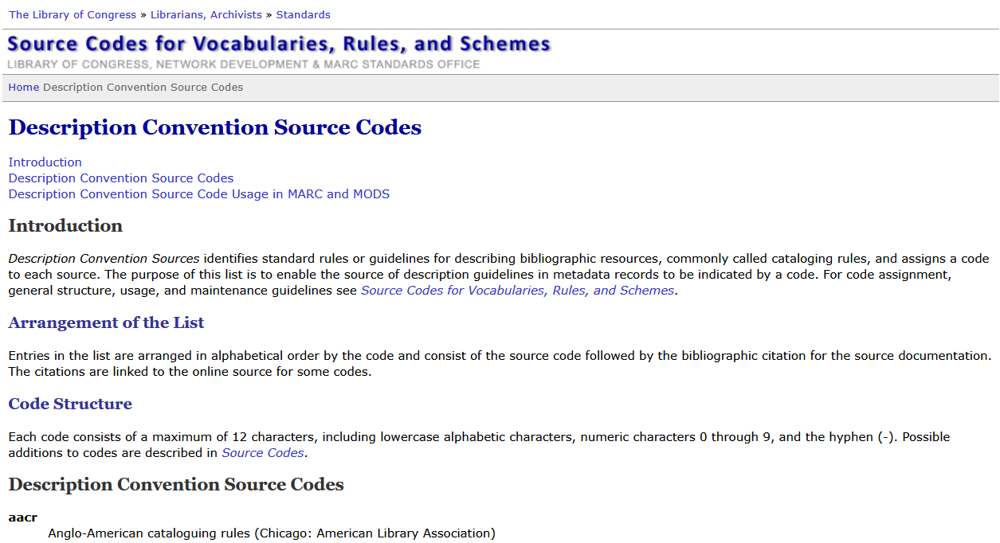 The Library of Congress » Librarians, Archivists » Standards
Source Codes for Vocabularies, Rules, and Schemes
LIBRARY OF CONGRESS, NETWORK DEVELOPMENT & MARC STANDARDS OFFICE
Home Description Convention Source Codes
Description Convention Source Codes
Introduction
Description Convention Source Codes
Description Convention Source Code Usage in MARC and MODS
Introduction
Description Convention Sources identifies standard rules or guidelines for describing bibliographic resources, commonly called cataloging rules, and assigns a code
to each source. The purpose of this list is to enable the source of description guidelines in metadata records to be indicated by a code. For code assignment,
general structure, usage, and maintenance guidelines see Source Codes for Vocabularies, Rules, and Schemes.
Arrangement of the List
Entries in the list are arranged in alphabetical order by the code and consist of the source code followed by the bibliographic citation for the source documentation.
The citations are linked to the online source for some codes.
Code Structure
Each code consists of a maximum of 12 characters, including lowercase alphabetic characters, numeric characters 0 through 9, and the hyphen (-). Possible
additions to codes are described in Source Codes.
Description Convention Source Codes
aacr
Anglo-American cataloguing rules (Chicago: American Library Association)